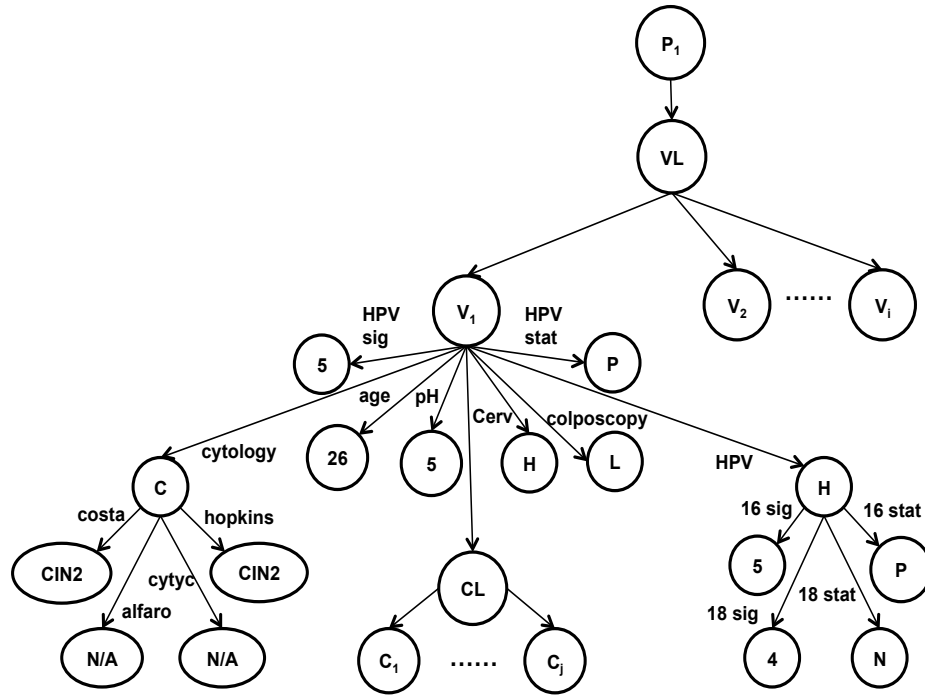 P1
VL
V1
V2
......
Vi
HPV
sig
HPV
stat
5
P
age
pH
Cerv
colposcopy
cytology
26
5
H
L
HPV
C
H
costa
hopkins
16 sig
16 stat
CIN2
CIN2
cytyc
alfaro
CL
5
P
18 sig
18 stat
N/A
N/A
C1
......
Cj
4
N